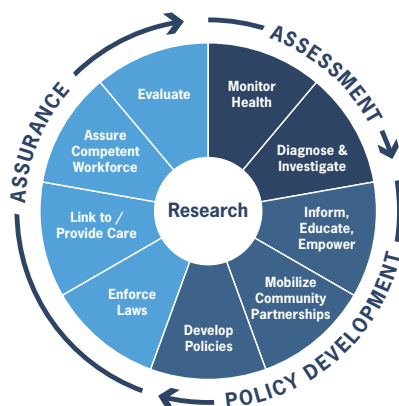 ASSESSMENT
Monitor
Health
Diagnose &
Investigate
POLICY DEVELOPMENT
Inform,
Educate,
Empower
Mobilize
Community
Partnerships
Develop
Policies
ASSURANCE
Enforce
Laws
Link to /
Provide Care
Assure
Competent
Workforce
Evaluate
Research